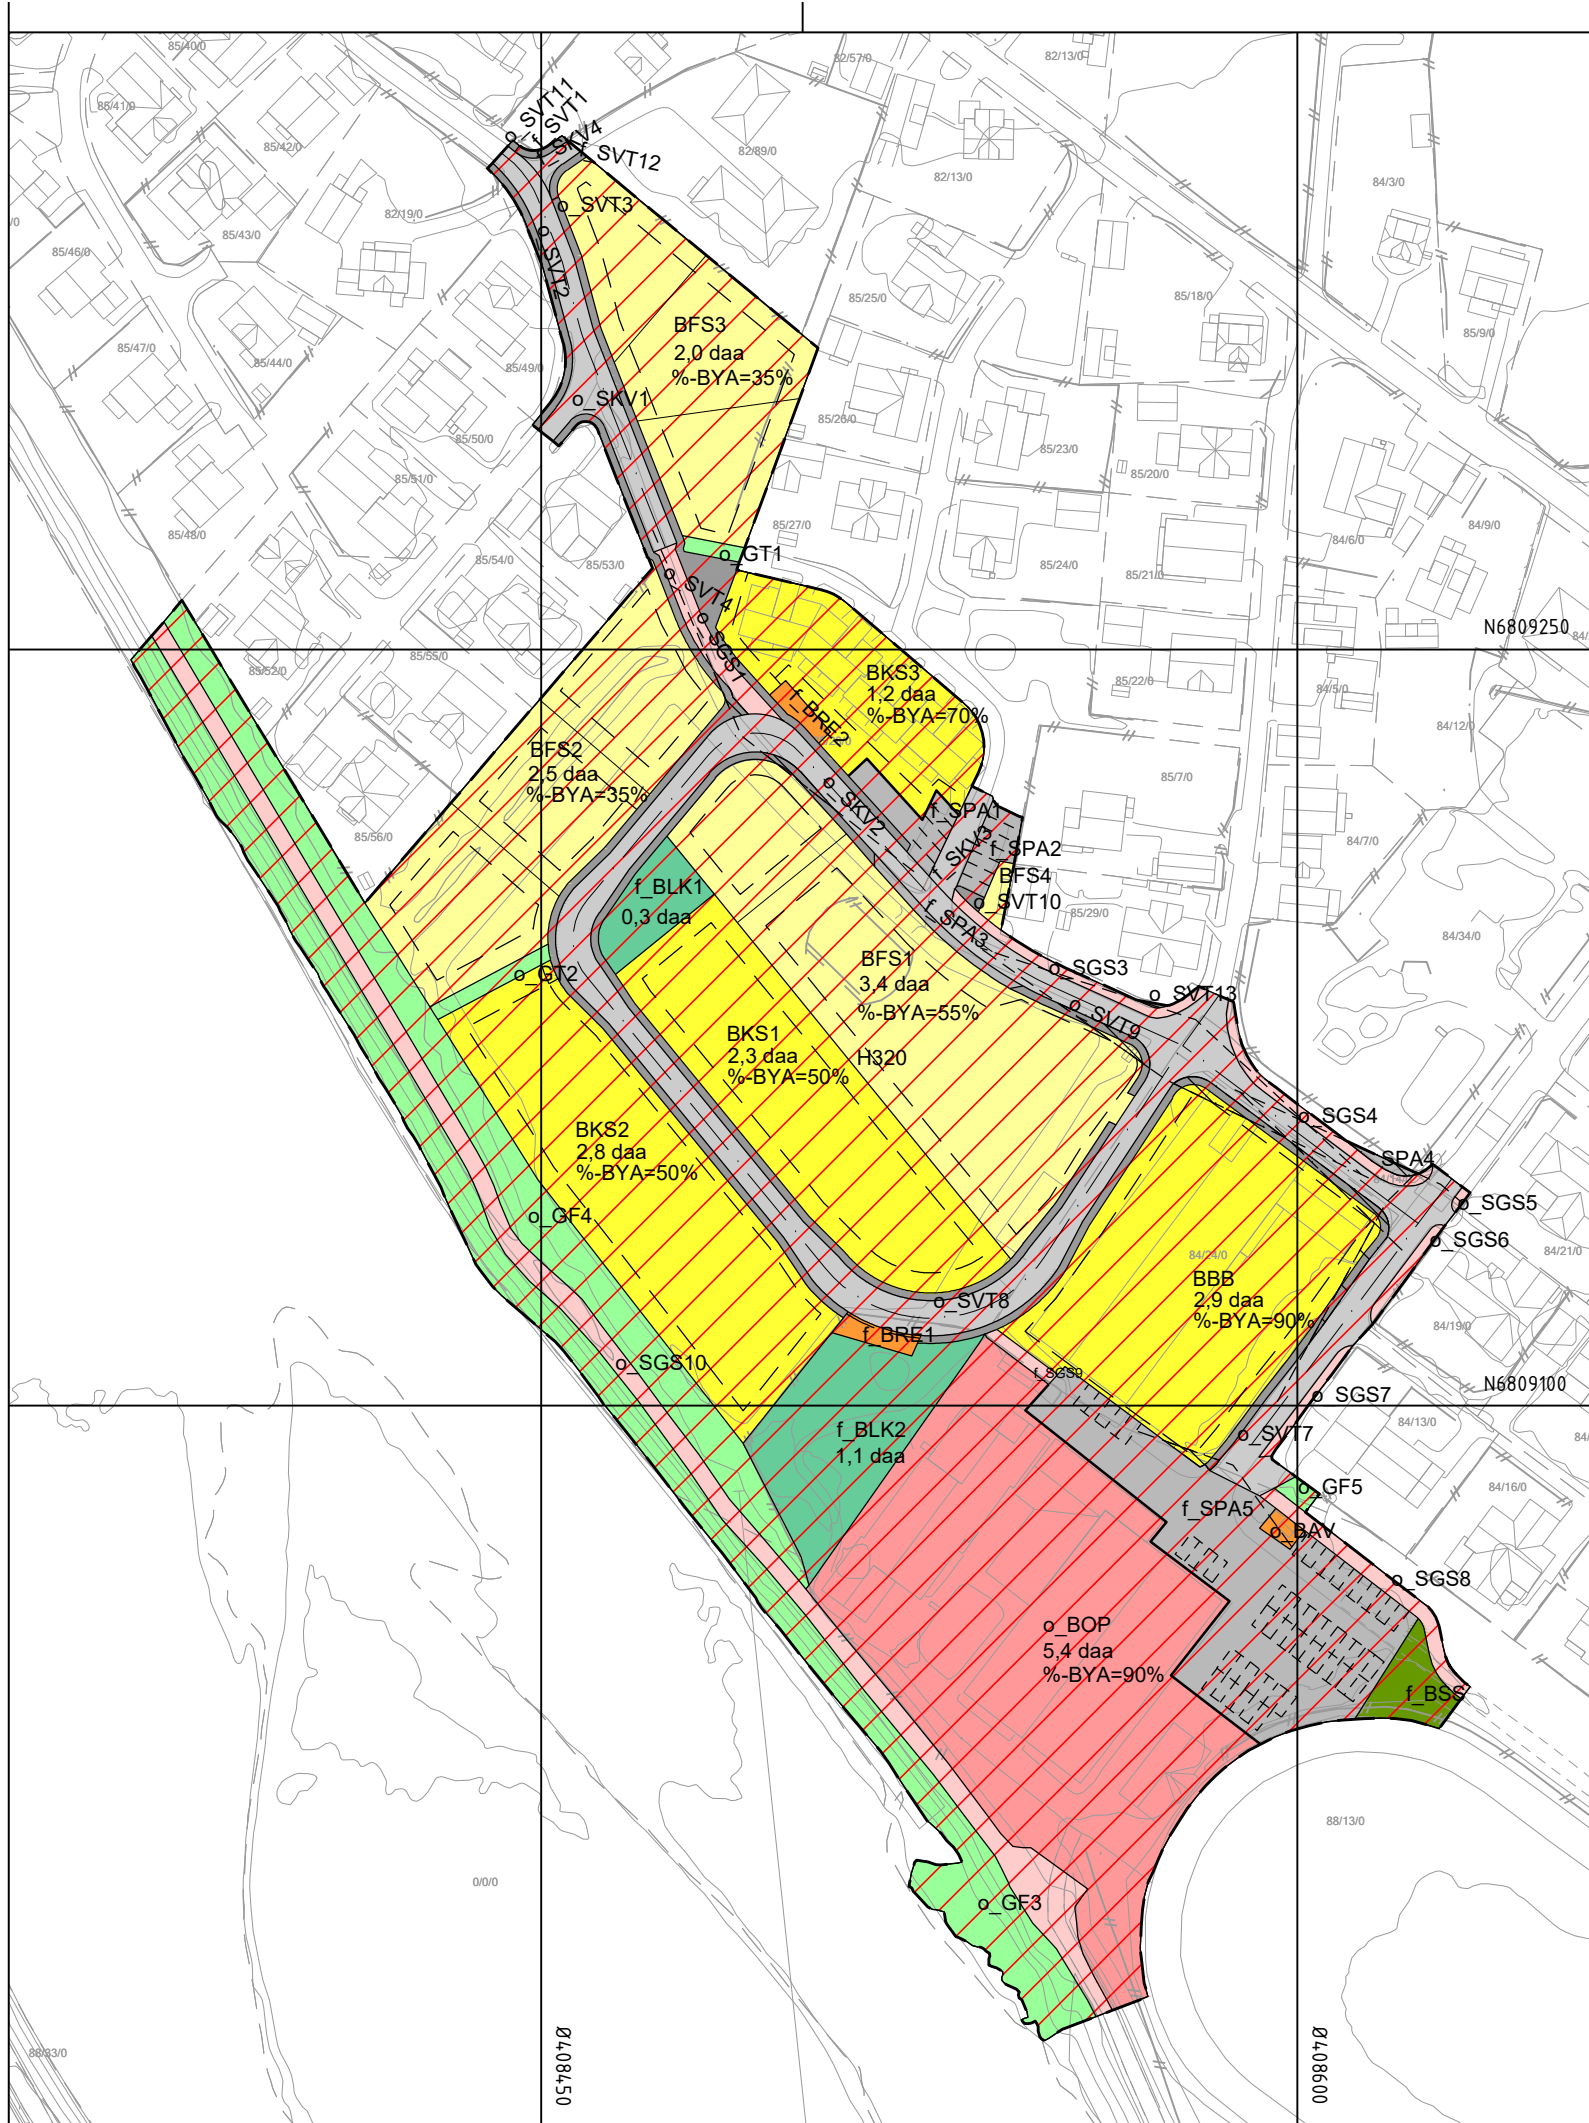 85/40/0
82/57/0
82/13/0
85/41/0
o_SVT11
f_SVT1
SKV4
f_SVT12
85/42/0
82/89/0
82/13/0
84/3/0
o_SVT3
82/19/0
85/43/0
85/46/0
o_SVT2
85/25/0
85/18/0
85/9/0
BFS3
2,0 daa
%-BYA=35%
85/47/0
85/44/0
85/49/0
o_SKV1
85/26/0
85/50/0
85/23/0
85/20/0
85/51/0
85/48/0
85/54/0
85/53/0
85/27/0
84/9/0
84/6/0
o_GT1
85/24/0
85/21/0
o_SVT4
o_SGS1
N6809250
85/52/0
85/55/0
BKS3
1,2 daa
%-BYA=70%
f_BRE2
85/22/0
84/5/0
84/12/0
BFS2
2,5 daa
%-BYA=35%
85/7/0
o_SKV2
f_SPA1
85/56/0
84/7/0
f_SKV3
f_SPA2
BFS4
f_BLK1
0,3 daa
o_SVT10
f_SPA3
85/29/0
84/34/0
BFS1
3,4 daa
%-BYA=55%
o_GT2
o_SGS3
o_SVT13
o_SVT9
BKS1
2,3 daa
%-BYA=50%
H320
BKS2
2,8 daa
%-BYA=50%
o_SGS4
SPA4
o_GF4
o_SGS5
o_SGS6
84/24/0
84/21/0
BBB
2,9 daa
%-BYA=90%
o_SVT8
f_BRE1
84/19/0
o_SGS10
f_SGS9
N6809100
o_SGS7
84/13/0
f_BLK2
1,1 daa
o_SVT7
o_GF5
84/16/0
f_SPA5
o_BAV
o_SGS8
o_BOP
5,4 daa
%-BYA=90%
f_BSS
88/13/0
0/0/0
o_GF3
88/33/0
Ø408450
Ø408600